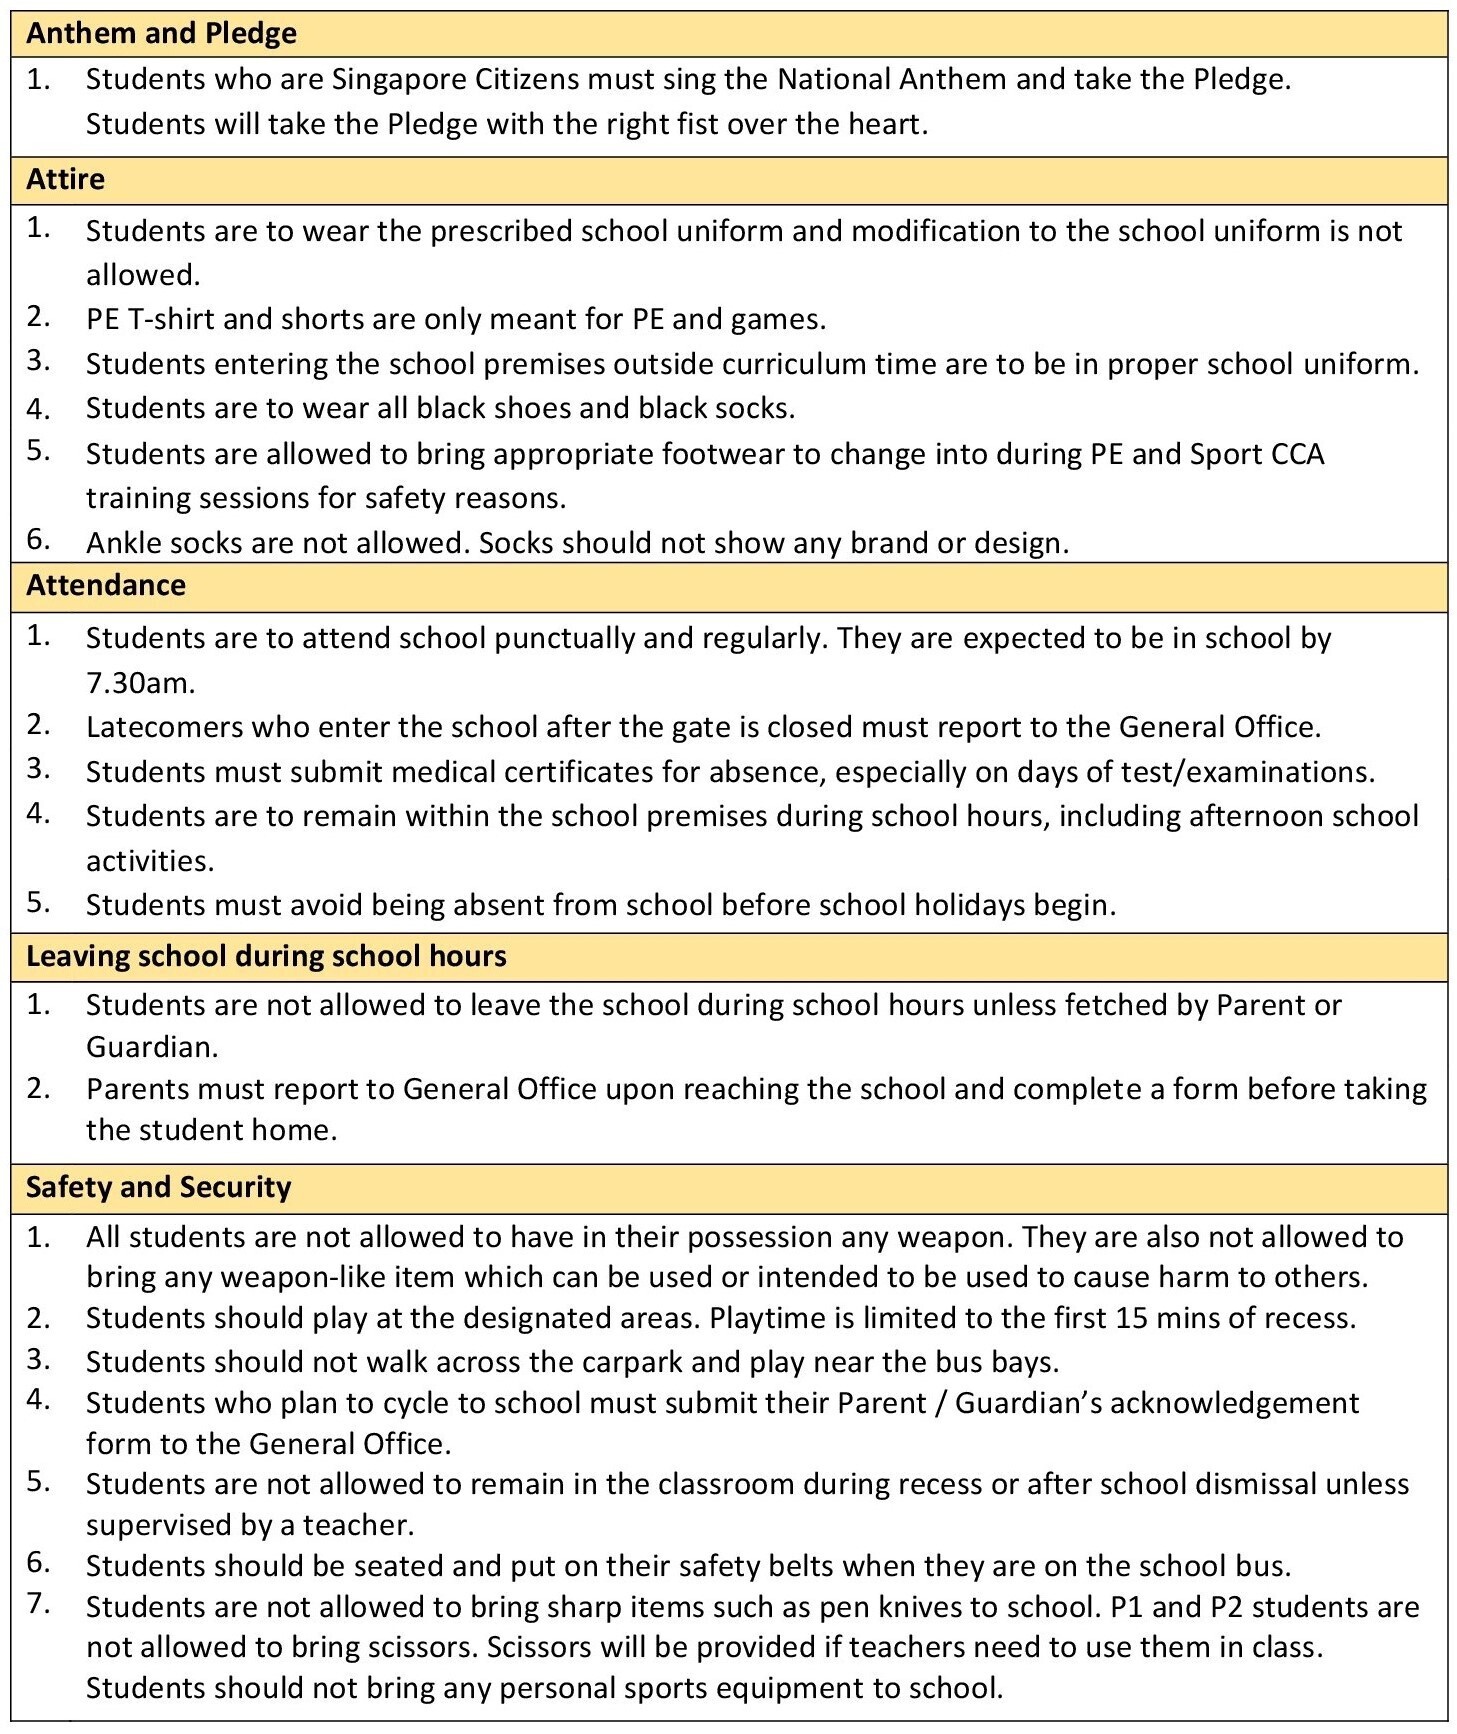 Anthem and Pledge
1. Students who are Singapore Citizens must sing the National Anthem and take the Pledge.
Students will take the Pledge with the right fist over the heart.
Attire
1. Students are to wear the prescribed school uniform and modification to the school uniform is not
allowed.
2. PE T-shirt and shorts are only meant for PE and games.
3. Students entering the school premises outside curriculum time are to be in proper school uniform.
4. Students are to wear all black shoes and black socks.
5. Students are allowed to bring appropriate footwear to change into during PE and Sport CCA
training sessions for safety reasons.
6. Ankle socks are not allowed. Socks should not show any brand or design.
Attendance
1. Students are to attend school punctually and regularly. They are expected to be in school by
7.30am.
2. Latecomers who enter the school after the gate is closed must report to the General Office.
3. Students must submit medical certificates for absence, especially on days of test/examinations.
4. Students are to remain within the school premises during school hours, including afternoon school
activities.
5. Students must avoid being absent from school before school holidays begin.
Leaving school during school hours
1. Students are not allowed to leave the school during school hours unless fetched by Parent or
Guardian.
2. Parents must report to General Office upon reaching the school and complete a form before taking
the student home.
Safety and Security
1. All students are not allowed to have in their possession any weapon. They are also not allowed to
bring any weapon-like item which can be used or intended to be used to cause harm to others.
2. Students should play at the designated areas. Playtime is limited to the first 15 mins of recess.
3. Students should not walk across the carpark and play near the bus bays.
4. Students who plan to cycle to school must submit their Parent / Guardian’s acknowledgement
form to the General Office.
5. Students are not allowed to remain in the classroom during recess or after school dismissal unless
supervised by a teacher.
6. Students should be seated and put on their safety belts when they are on the school bus.
7. Students are not allowed to bring sharp items such as pen knives to school. P1 and P2 students are
not allowed to bring scissors. Scissors will be provided if teachers need to use them in class.
Students should not bring any personal sports equipment to school.